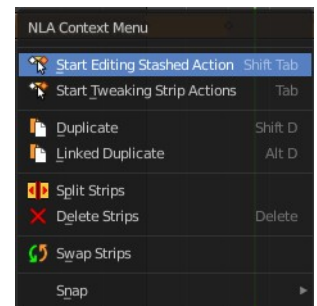 NLA Context Menu
Start Editing Stashed Action Shift Tab
Start Tweaking Strip Actions Tab
Duplicate Shift D
Linked Duplicate Alt D
Split Strips
Delete Strips Delete
Swap Strips
Snap